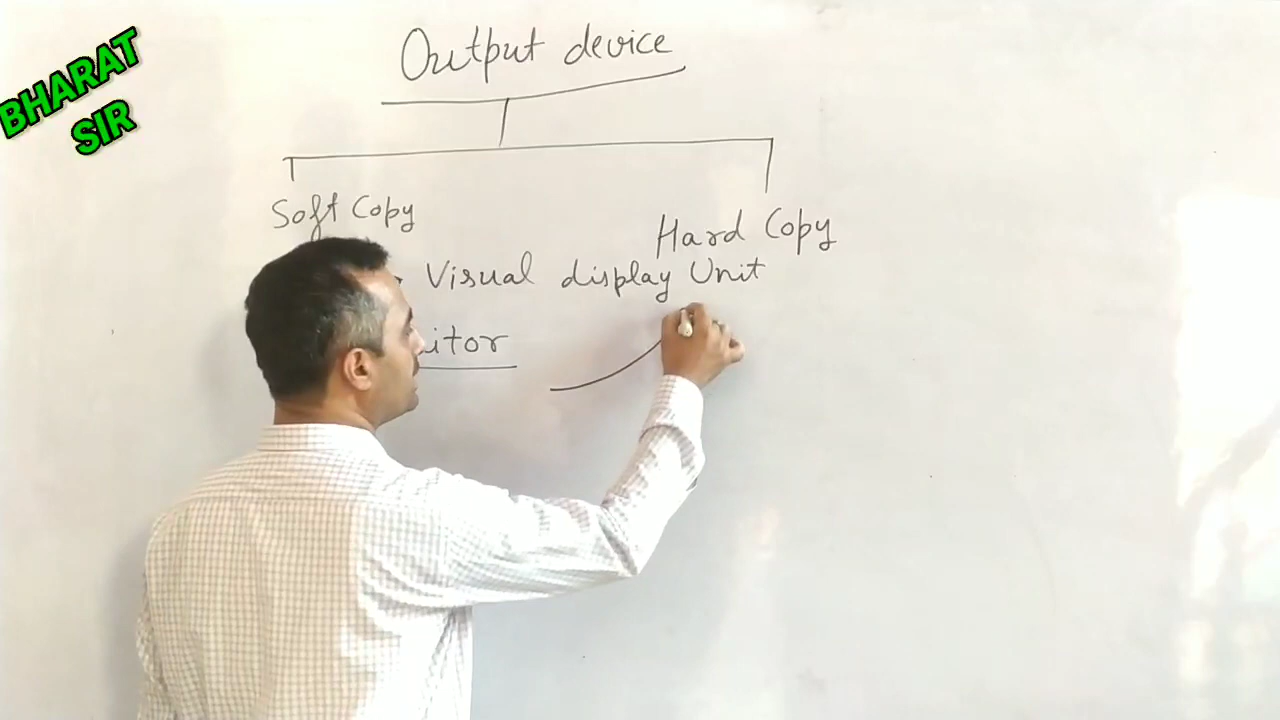 BHARAT
SIR
Output device
Soft Copy
Hard Copy
Visual display Unit
itor